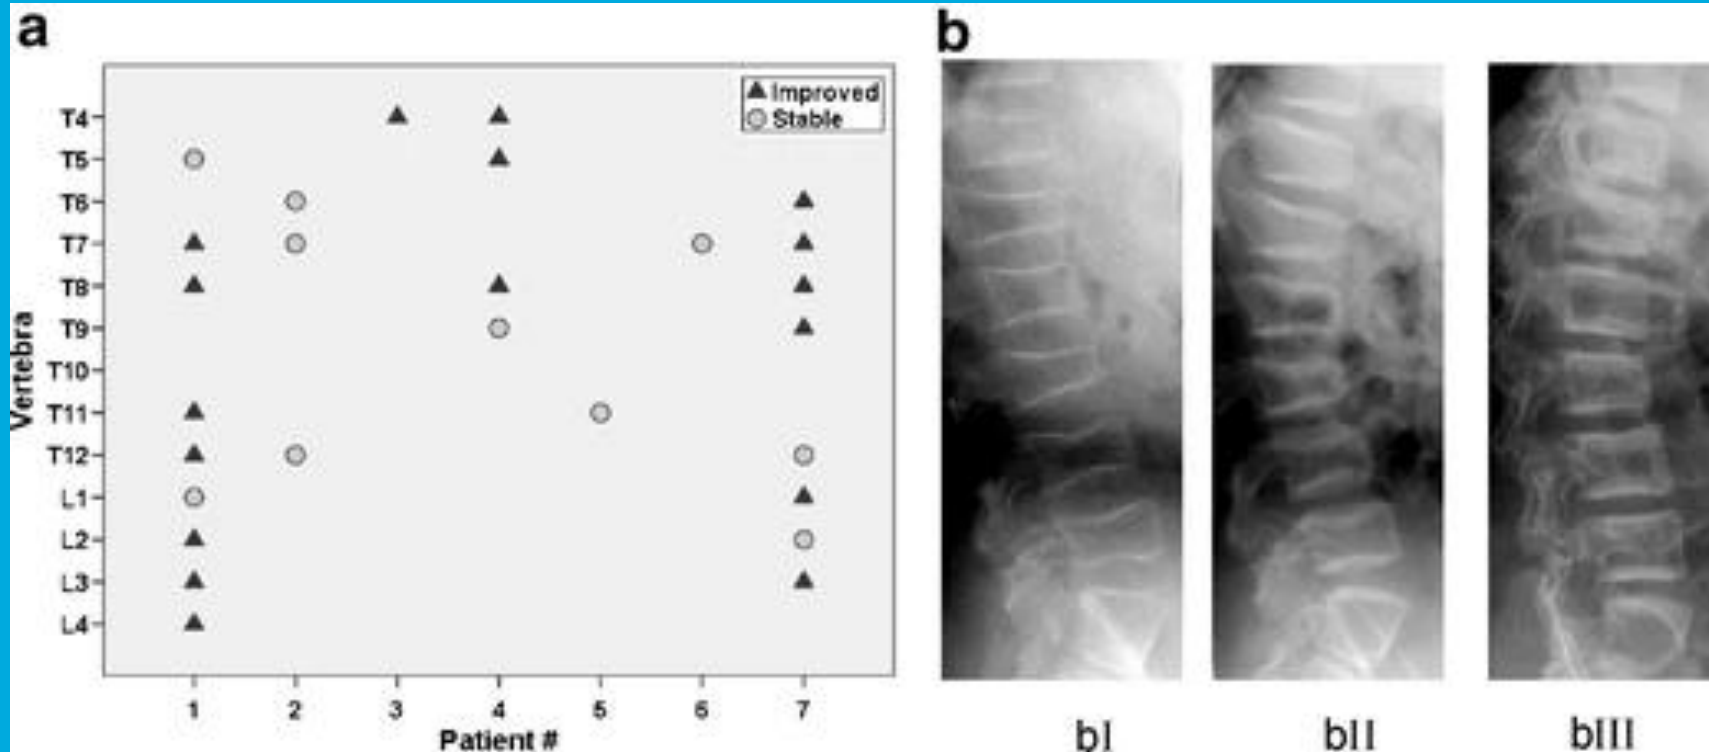 a
Improved
Stable
T4
T5
T6
T7
T8
T9
T10
T11
T12
L1
L2
L3
L4
Vertebra
1 2 3 4 5 6 7
Patient #
b
bI bII bIII